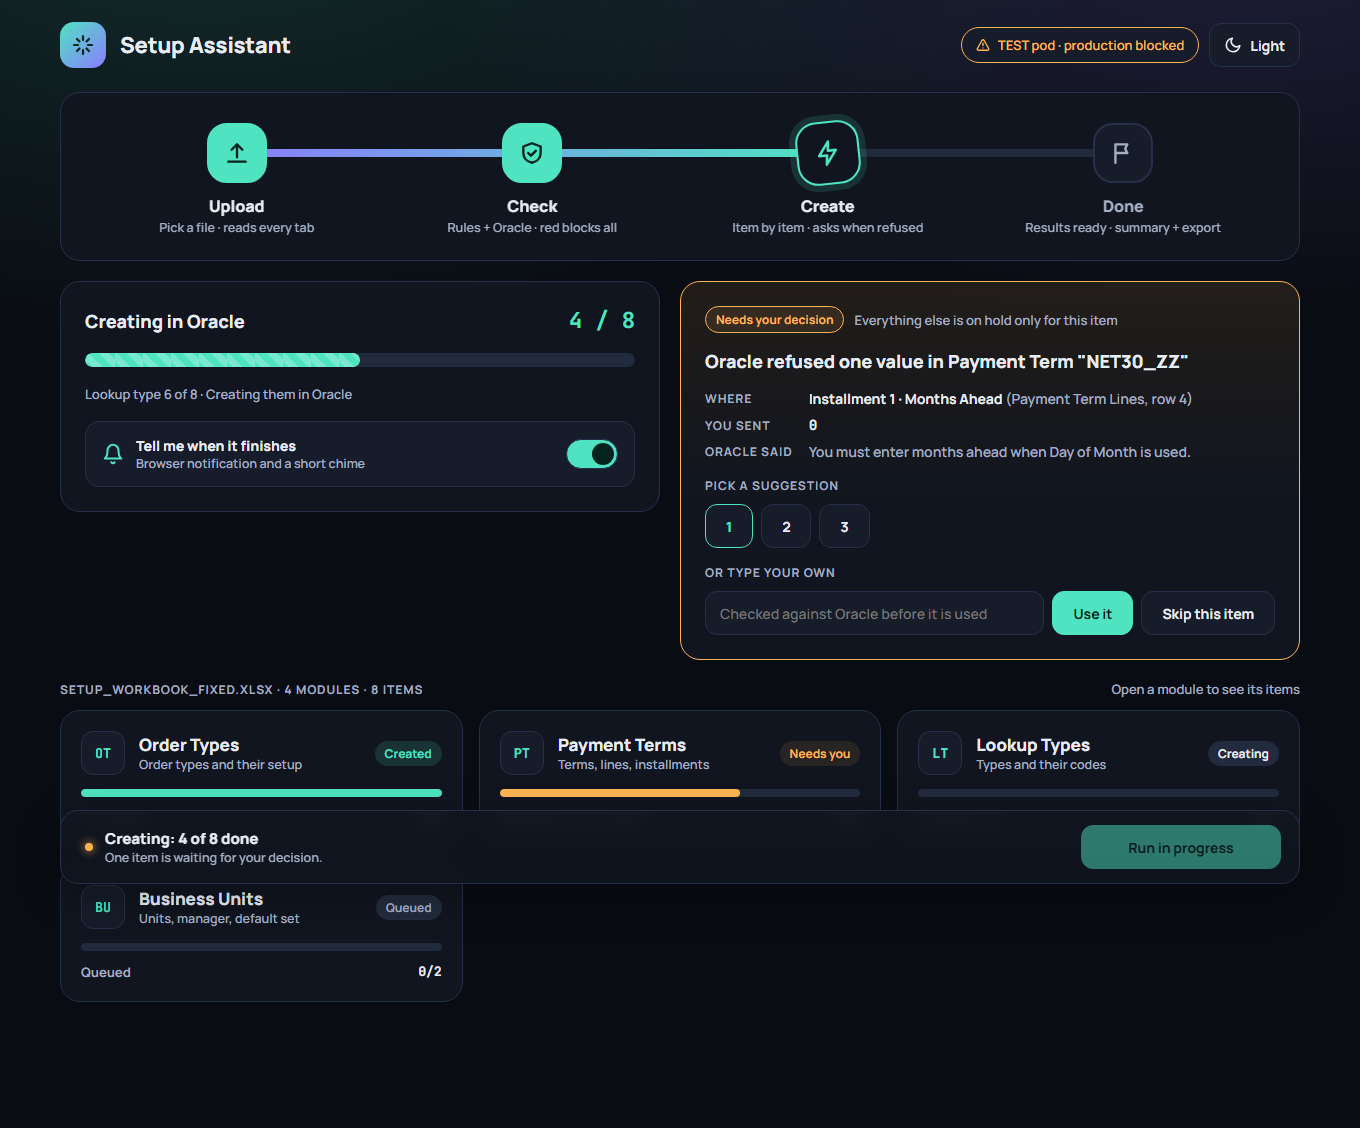 Setup Assistant
TEST pod · production blocked
Light
Upload
Pick a file · reads every tab
Check
Rules + Oracle · red blocks all
Create
Item by item · asks when refused
Done
Results ready · summary + export
Creating in Oracle
4 / 8
Lookup type 6 of 8 · Creating them in Oracle
Tell me when it finishes
Browser notification and a short chime
Needs your decision
Everything else is on hold only for this item
Oracle refused one value in Payment Term "NET30_ZZ"
WHERE Installment 1 · Months Ahead (Payment Term Lines, row 4)
YOU SENT 0
ORACLE SAID You must enter months ahead when Day of Month is used.
PICK A SUGGESTION
1 2 3
OR TYPE YOUR OWN
Checked against Oracle before it is used
Use it
Skip this item
SETUP_WORKBOOK_FIXED.XLSX · 4 MODULES · 8 ITEMS
Open a module to see its items
OT
Order Types
Order types and their setup
Created
PT
Payment Terms
Terms, lines, installments
Needs you
LT
Lookup Types
Types and their codes
Creating
Creating: 4 of 8 done
One item is waiting for your decision.
Run in progress
BU
Business Units
Units, manager, default set
Queued
Queued
0/2